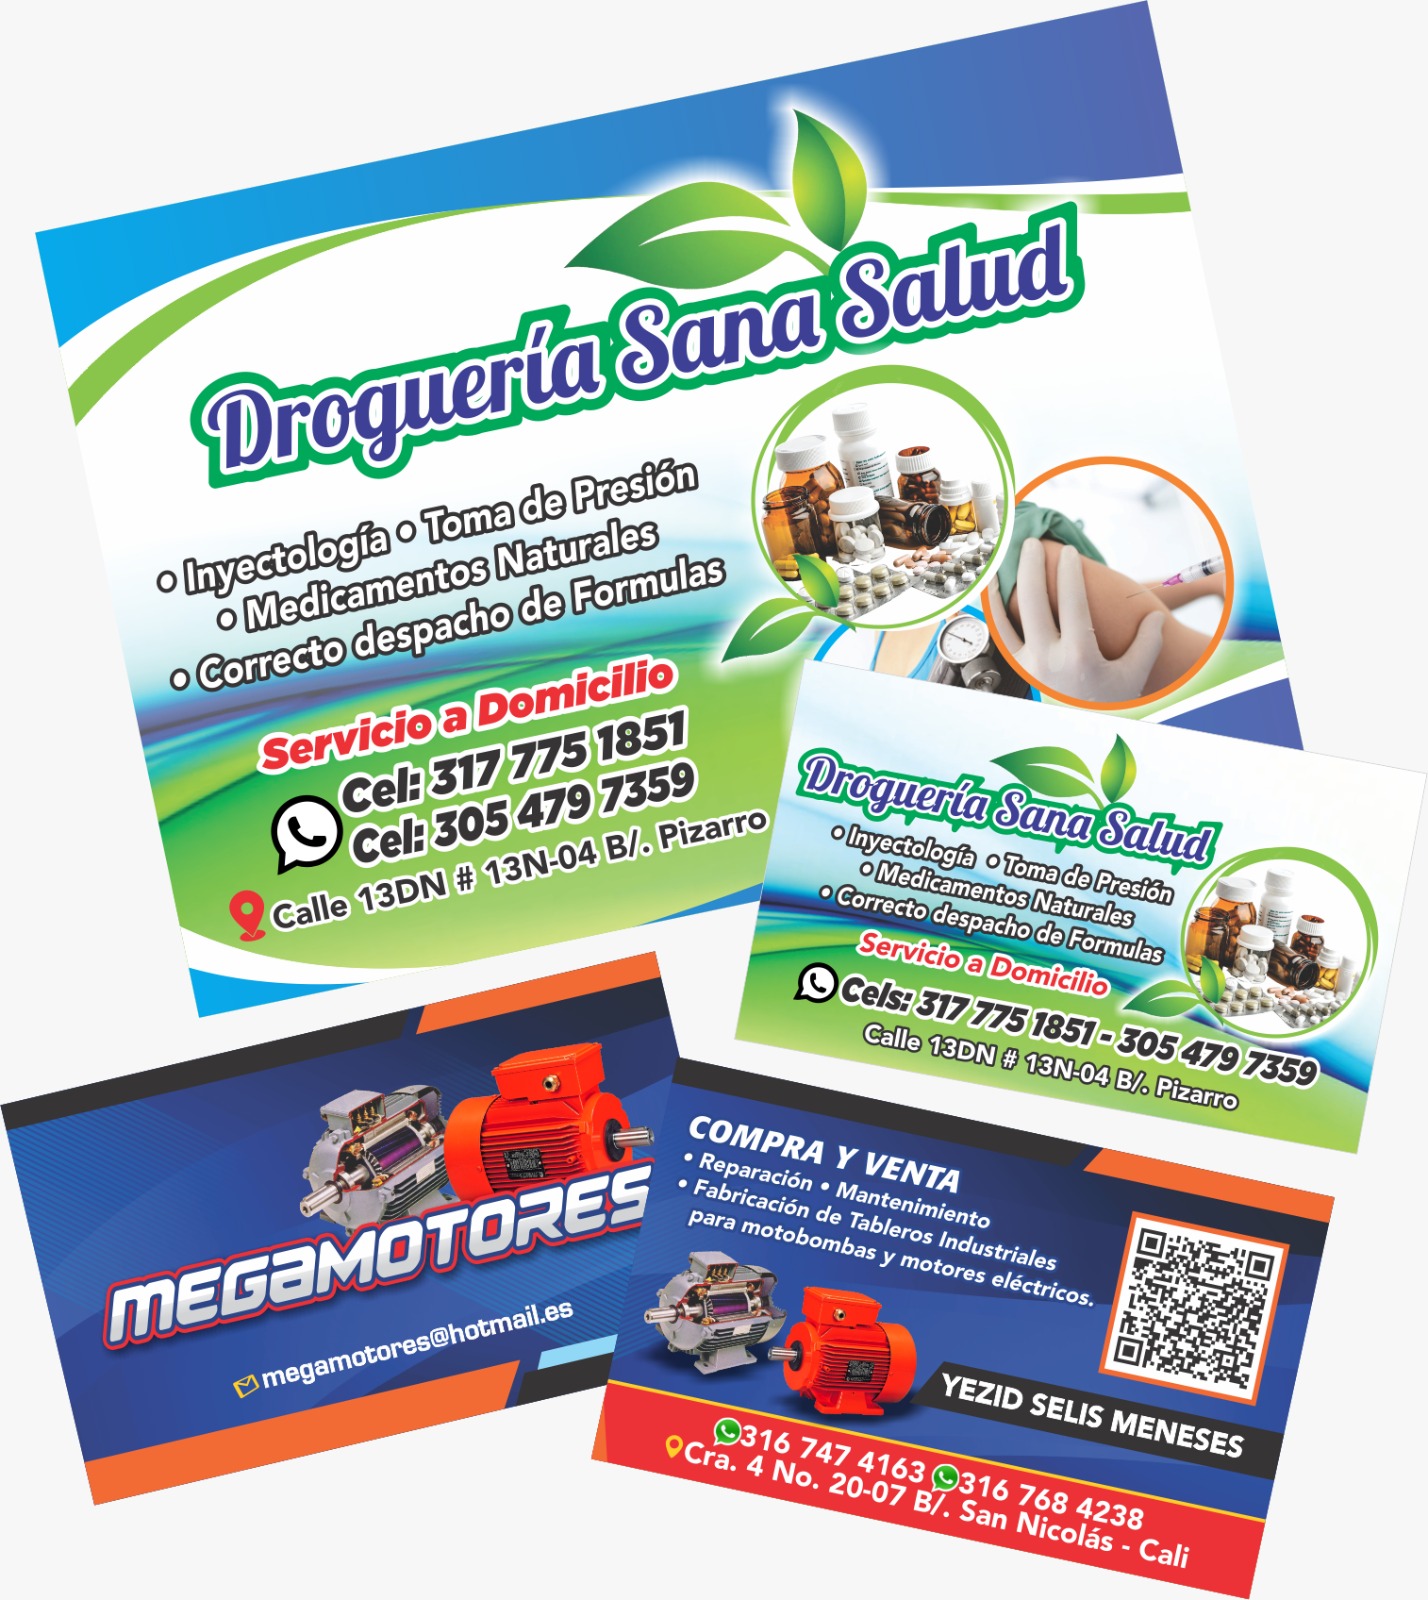 Droguería Sana Salud
• Inyectología • Toma de Presión
• Medicamentos Naturales
• Correcto despacho de Formulas
Servicio a Domicilio
Cel: 317 775 1851
Cel: 305 479 7359
Calle 13DN # 13N-04 B/. Pizarro
Droguería Sana Salud
• Inyectología • Toma de Presión
• Medicamentos Naturales
• Correcto despacho de Formulas
Servicio a Domicilio
Cels: 317 775 1851 - 305 479 7359
Calle 13DN # 13N-04 B/. Pizarro
MEGAMOTORES
megamotores@hotmail.es
COMPRA Y VENTA
• Reparación • Mantenimiento
• Fabricación de Tableros Industriales
para motobombas y motores eléctricos.
YEZID SELIS MENESES
316 747 4163 316 768 4238
Cra. 4 No. 20-07 B/. San Nicolás - Cali